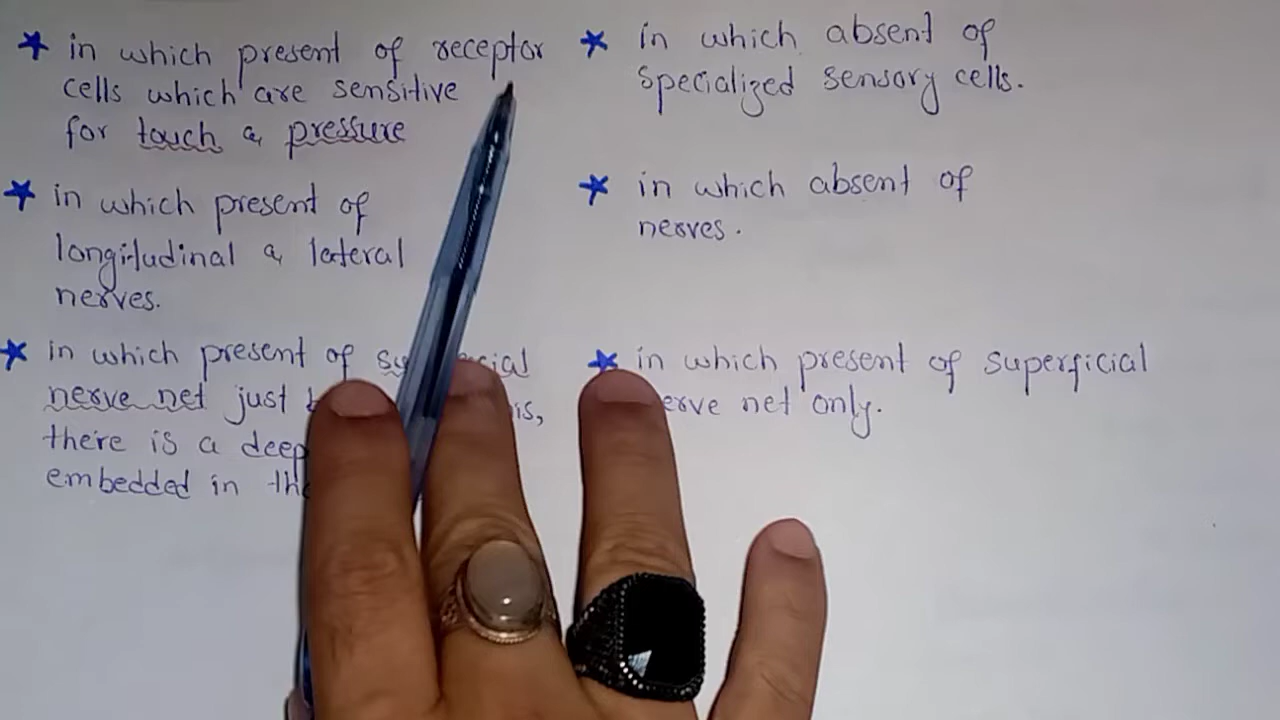 in which present of receptor
cells which are sensitive
for touch & pressure
in which present of
longitudinal & lateral
nerves.
in which present of
nerve net just
there is a deep
embedded in
in which absent of
specialized sensory cells.
in which absent of
nerves.
in which present of superficial
net only.